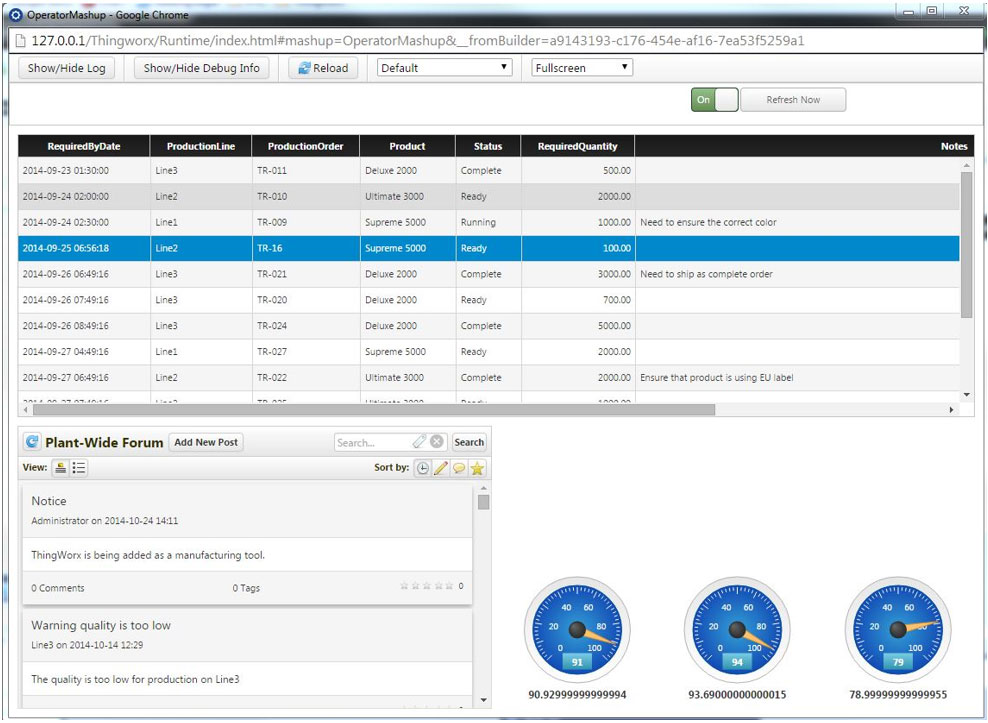 OperatorMashup - Google Chrome
127.0.0.1/Thingworx/Runtime/index.html#mashup=OperatorMashup&__fromBuilder=a9143193-c176-454e-af16-7ea53f5259a1
Show/Hide Log Show/Hide Debug Info Reload Default Fullscreen
On Refresh Now
RequiredByDate ProductionLine ProductionOrder Product Status RequiredQuantity Notes
2014-09-23 01:30:00 Line3 TR-011 Deluxe 2000 Complete 500.00
2014-09-24 02:00:00 Line2 TR-010 Ultimate 3000 Ready 2000.00
2014-09-24 02:30:00 Line1 TR-009 Supreme 5000 Running 1000.00 Need to ensure the correct color
2014-09-25 06:56:18 Line2 TR-16 Supreme 5000 Ready 100.00
2014-09-26 06:49:16 Line3 TR-021 Deluxe 2000 Complete 3000.00 Need to ship as complete order
2014-09-26 07:49:16 Line3 TR-020 Deluxe 2000 Ready 700.00
2014-09-26 08:49:16 Line3 TR-024 Deluxe 2000 Complete 5000.00
2014-09-27 04:49:16 Line1 TR-027 Supreme 5000 Ready 2000.00
2014-09-27 06:49:16 Line2 TR-022 Ultimate 3000 Complete 2000.00 Ensure that product is using EU label
Plant-Wide Forum Add New Post Search... Search
View: Sort by:
Notice
Administrator on 2014-10-24 14:11
ThingWorx is being added as a manufacturing tool.
0 Comments 0 Tags 0
Warning quality is too low
Line3 on 2014-10-14 12:29
The quality is too low for production on Line3
0 20 40 60 80 100
91
90.92999999999994
0 20 40 60 80 100
94
93.69000000000015
0 20 40 60 80 100
79
78.99999999999955